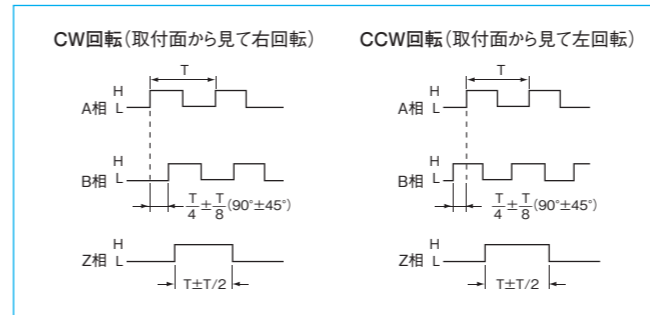 CW回転(取付面から見て右回転)
T
H
A相 L
H
B相 L
T/4±T/8(90°±45°)
H
Z相 L
T±T/2
CCW回転(取付面から見て左回転)
T
H
A相 L
H
B相 L
T/4±T/8(90°±45°)
H
Z相 L
T±T/2